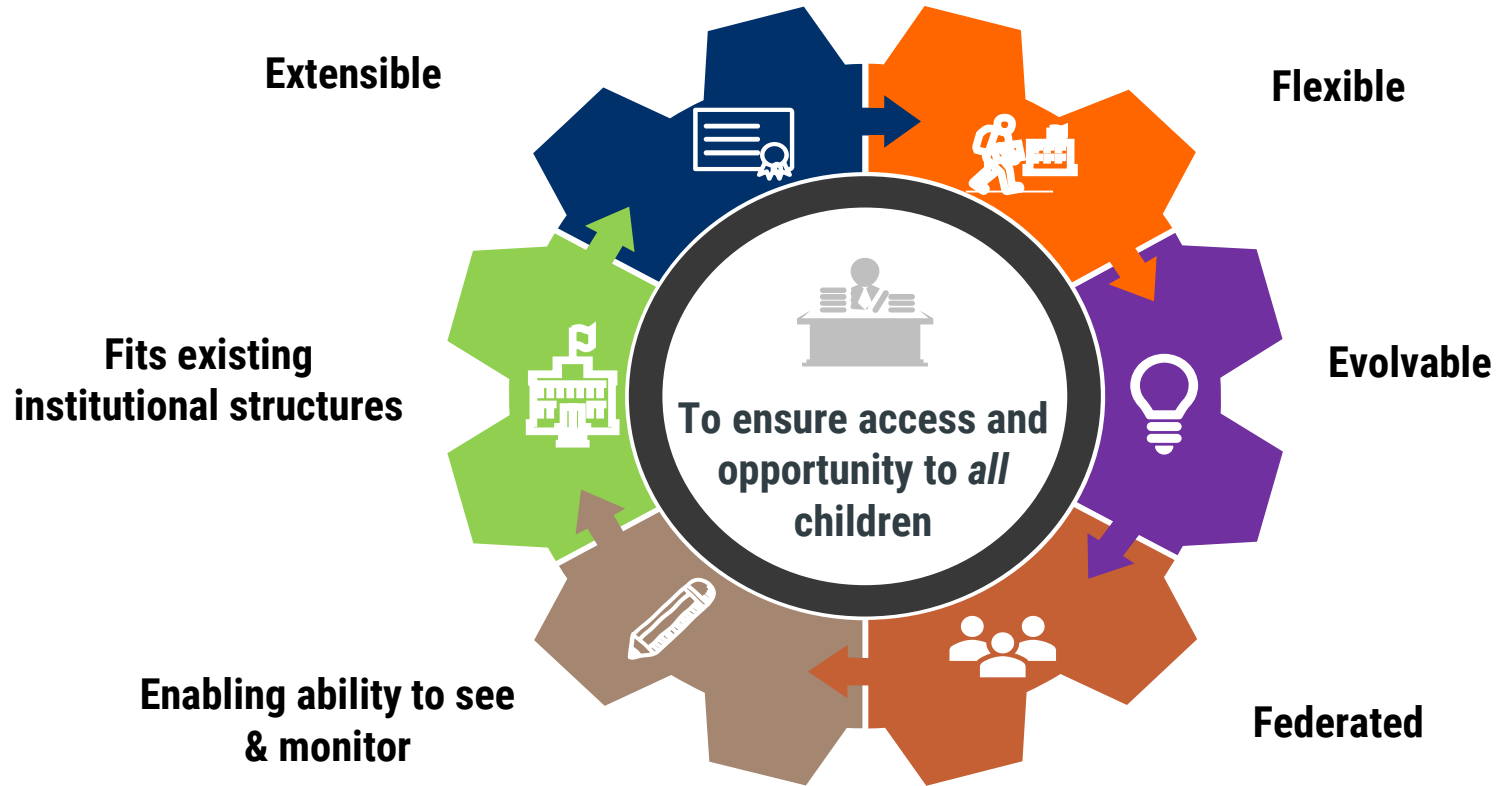 Extensible
Flexible
Fits existing
institutional structures
Evolvable
To ensure access and
opportunity to all
children
Enabling ability to see
& monitor
Federated